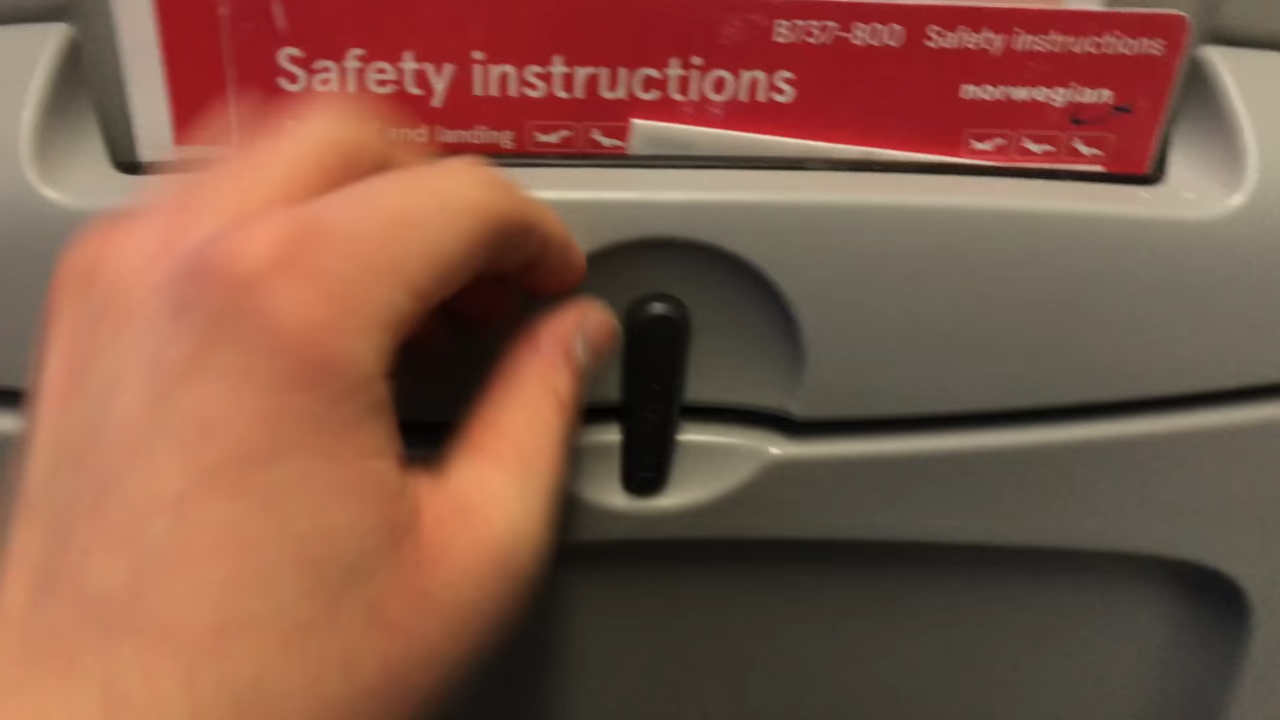 B737-800 Safety instructions
Safety instructions
norwegian
and landing